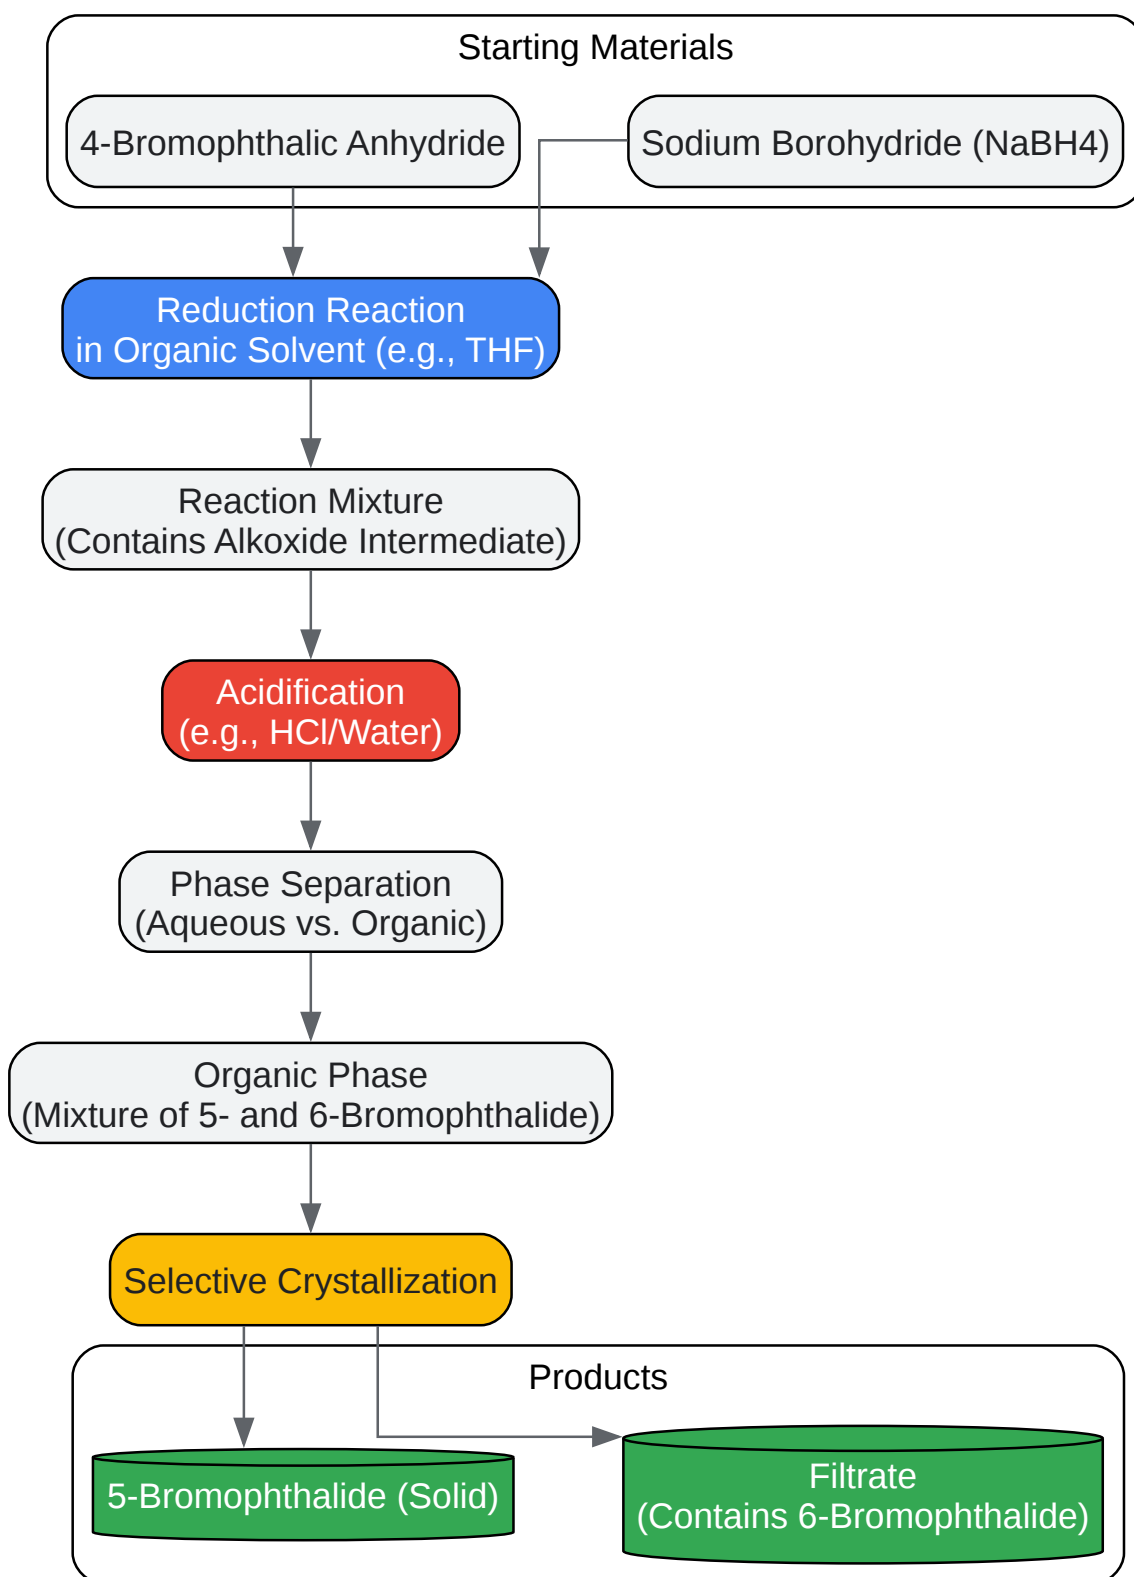 Starting Materials
4-Bromophthalic Anhydride
Sodium Borohydride (NaBH4)
Reduction Reaction
in Organic Solvent (e.g., THF)
Reaction Mixture
(Contains Alkoxide Intermediate)
Acidification
(e.g., HCl/Water)
Phase Separation
(Aqueous vs. Organic)
Organic Phase
(Mixture of 5- and 6-Bromophthalide)
Selective Crystallization
Products
5-Bromophthalide (Solid)
Filtrate
(Contains 6-Bromophthalide)